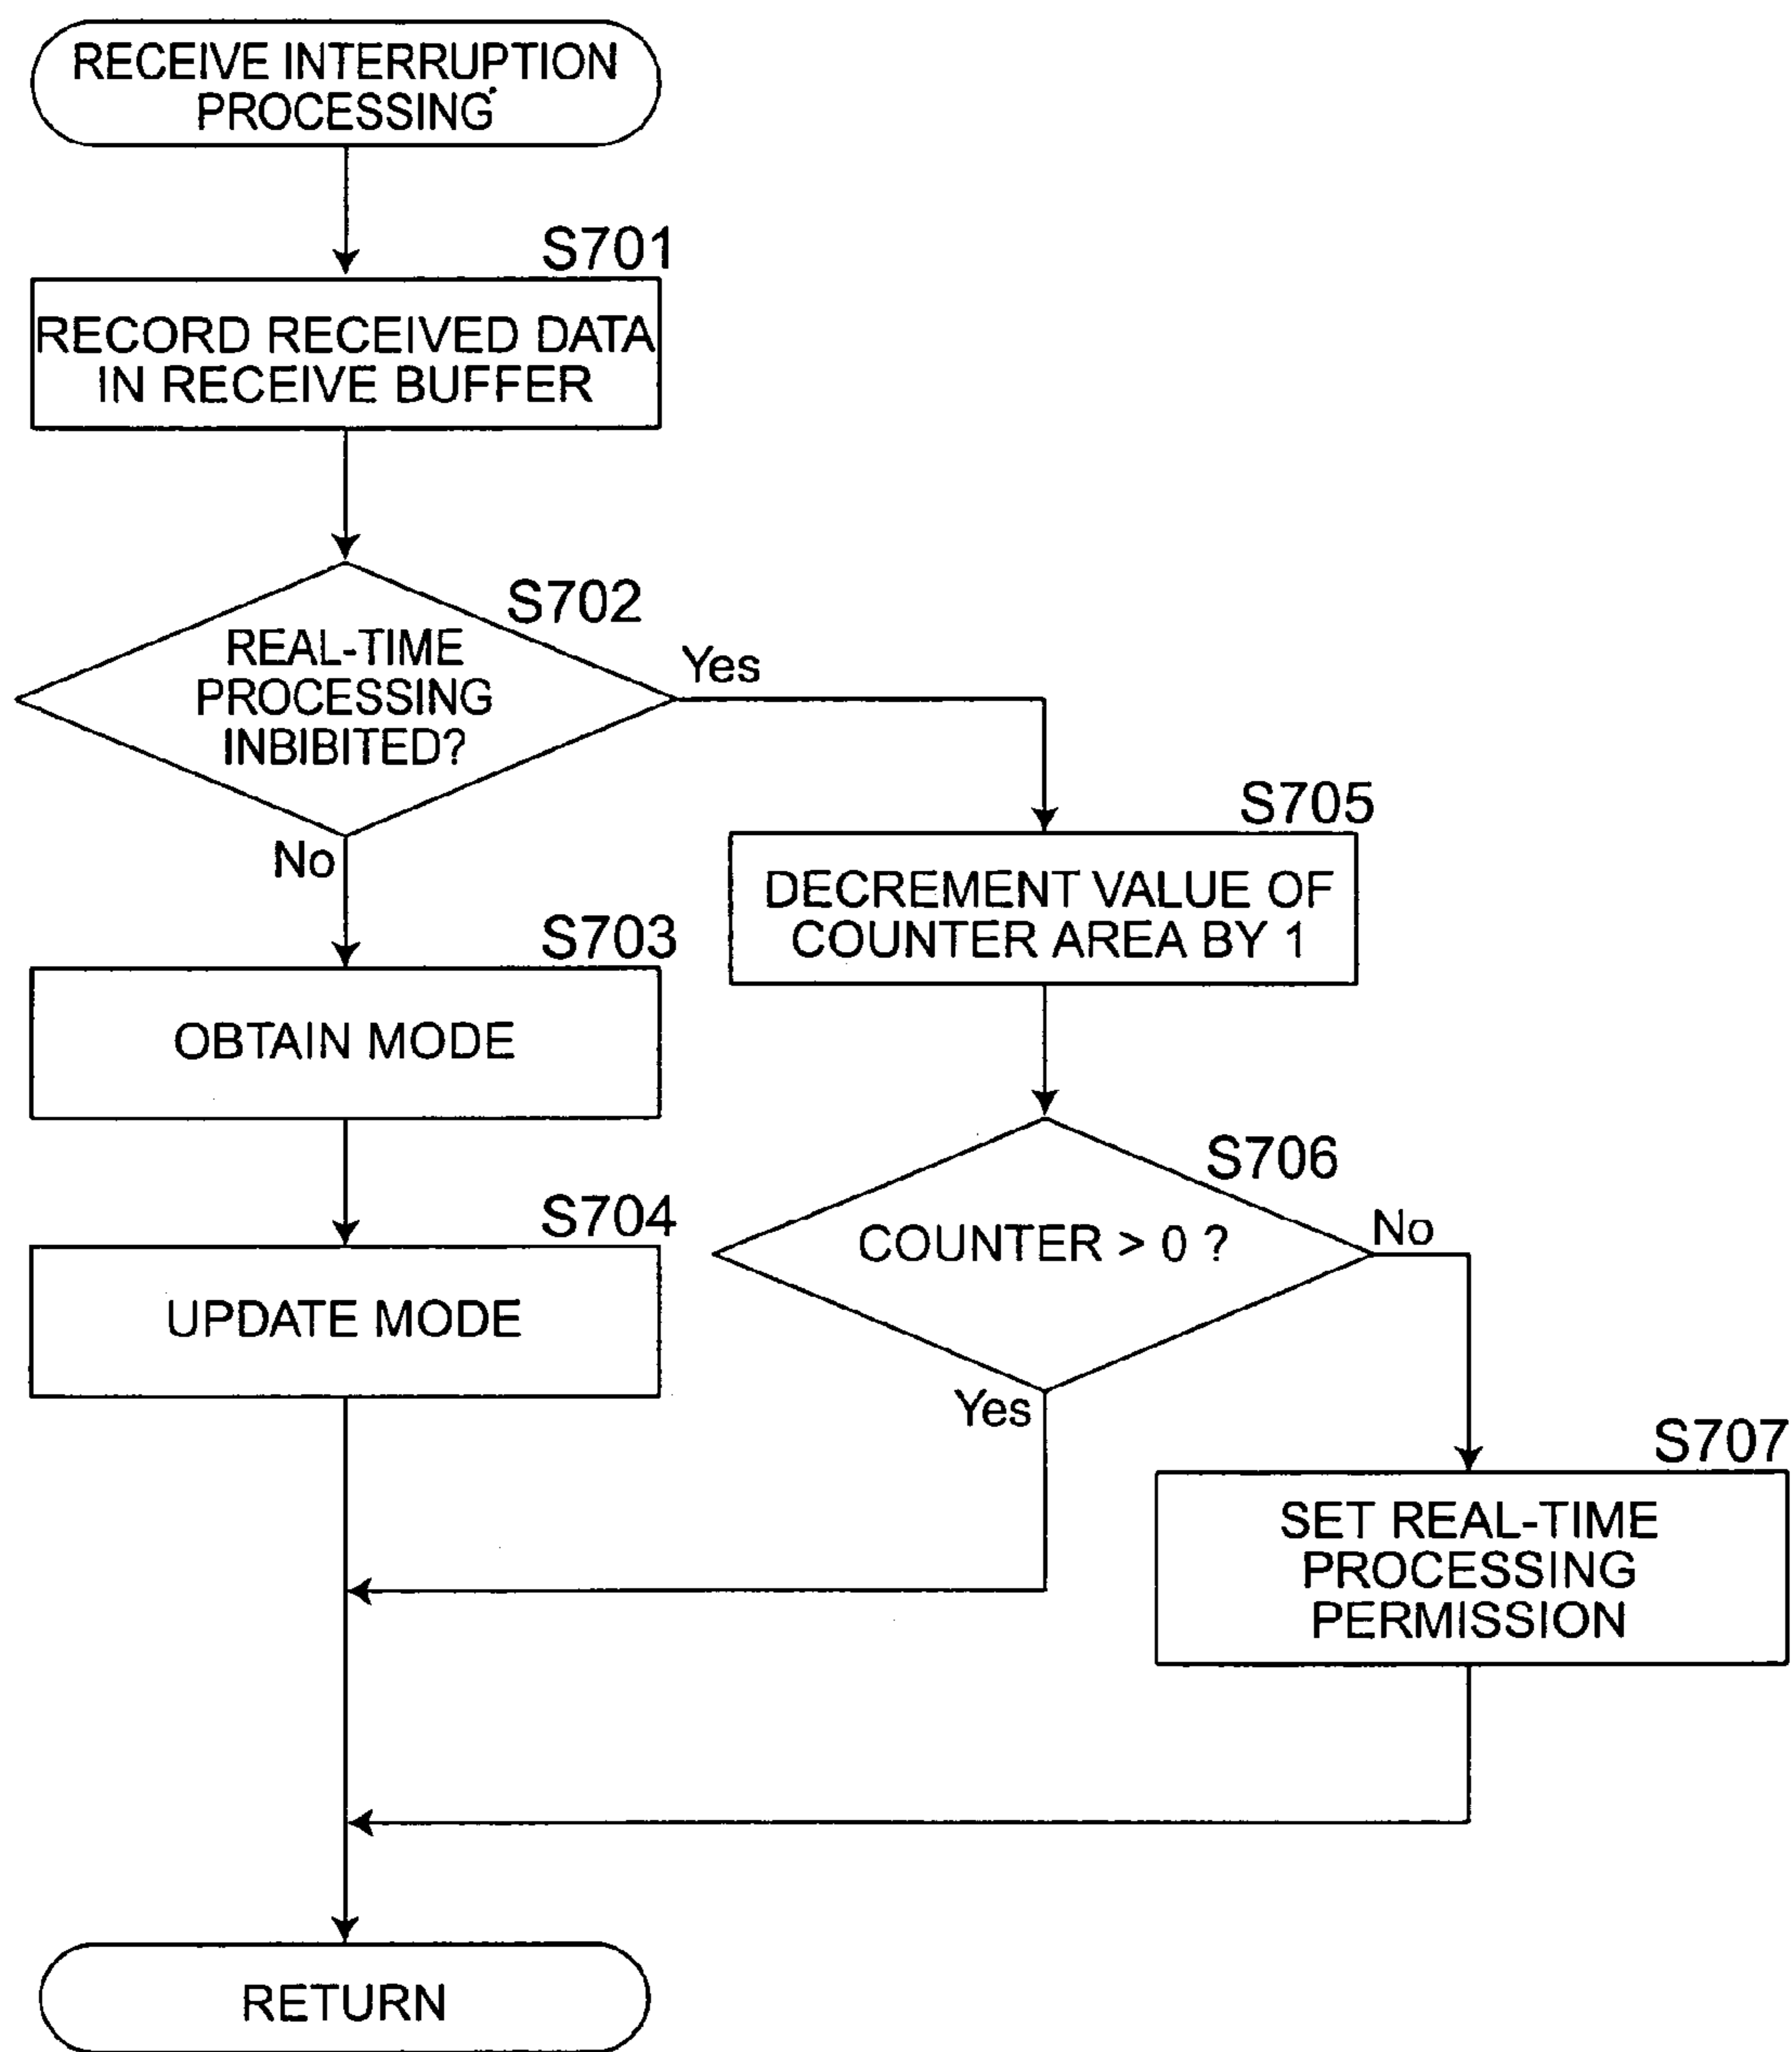 RECEIVE INTERRUPTION
PROCESSING
S701
RECORD RECEIVED DATA
IN RECEIVE BUFFER
S702
REAL-TIME
PROCESSING
INBIBITED?
Yes
No
S703
OBTAIN MODE
S704
UPDATE MODE
S705
DECREMENT VALUE OF
COUNTER AREA BY 1
S706
COUNTER > 0 ?
No
Yes
S707
SET REAL-TIME
PROCESSING
PERMISSION
RETURN